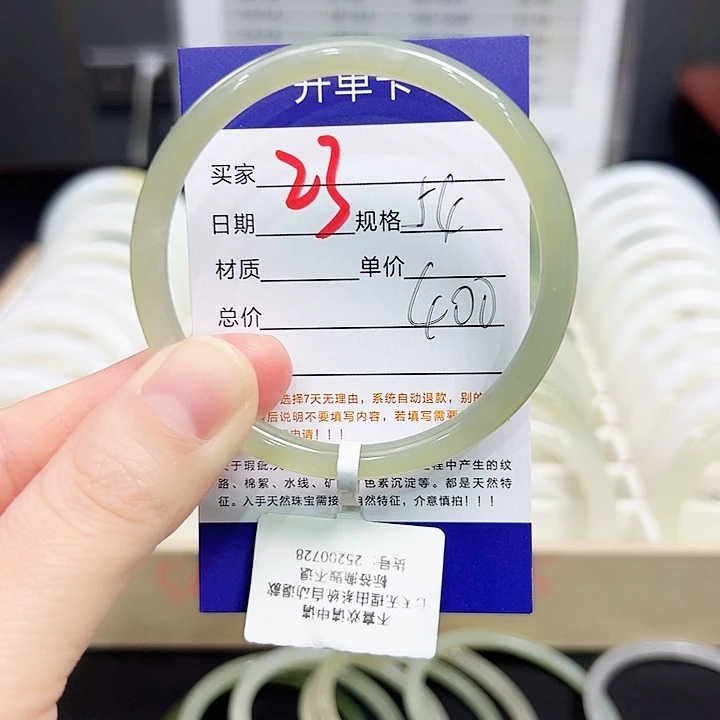 开单卡
买家 23
日期 规格 54
材质 单价
总价 400
选择7天无理由，系统自动退款，别的
后说明不要填写内容，若填写需要
申请！！！
关于瑕疵 程中产生的纹
路、棉絮、水线、矿 色素沉淀等。都是天然特
征。入手天然珠宝需接 自然特征，介意慎拍！！！
不喜欢请申请
七天无理由系统自动退款
标签撕毁不退
货号：25200728